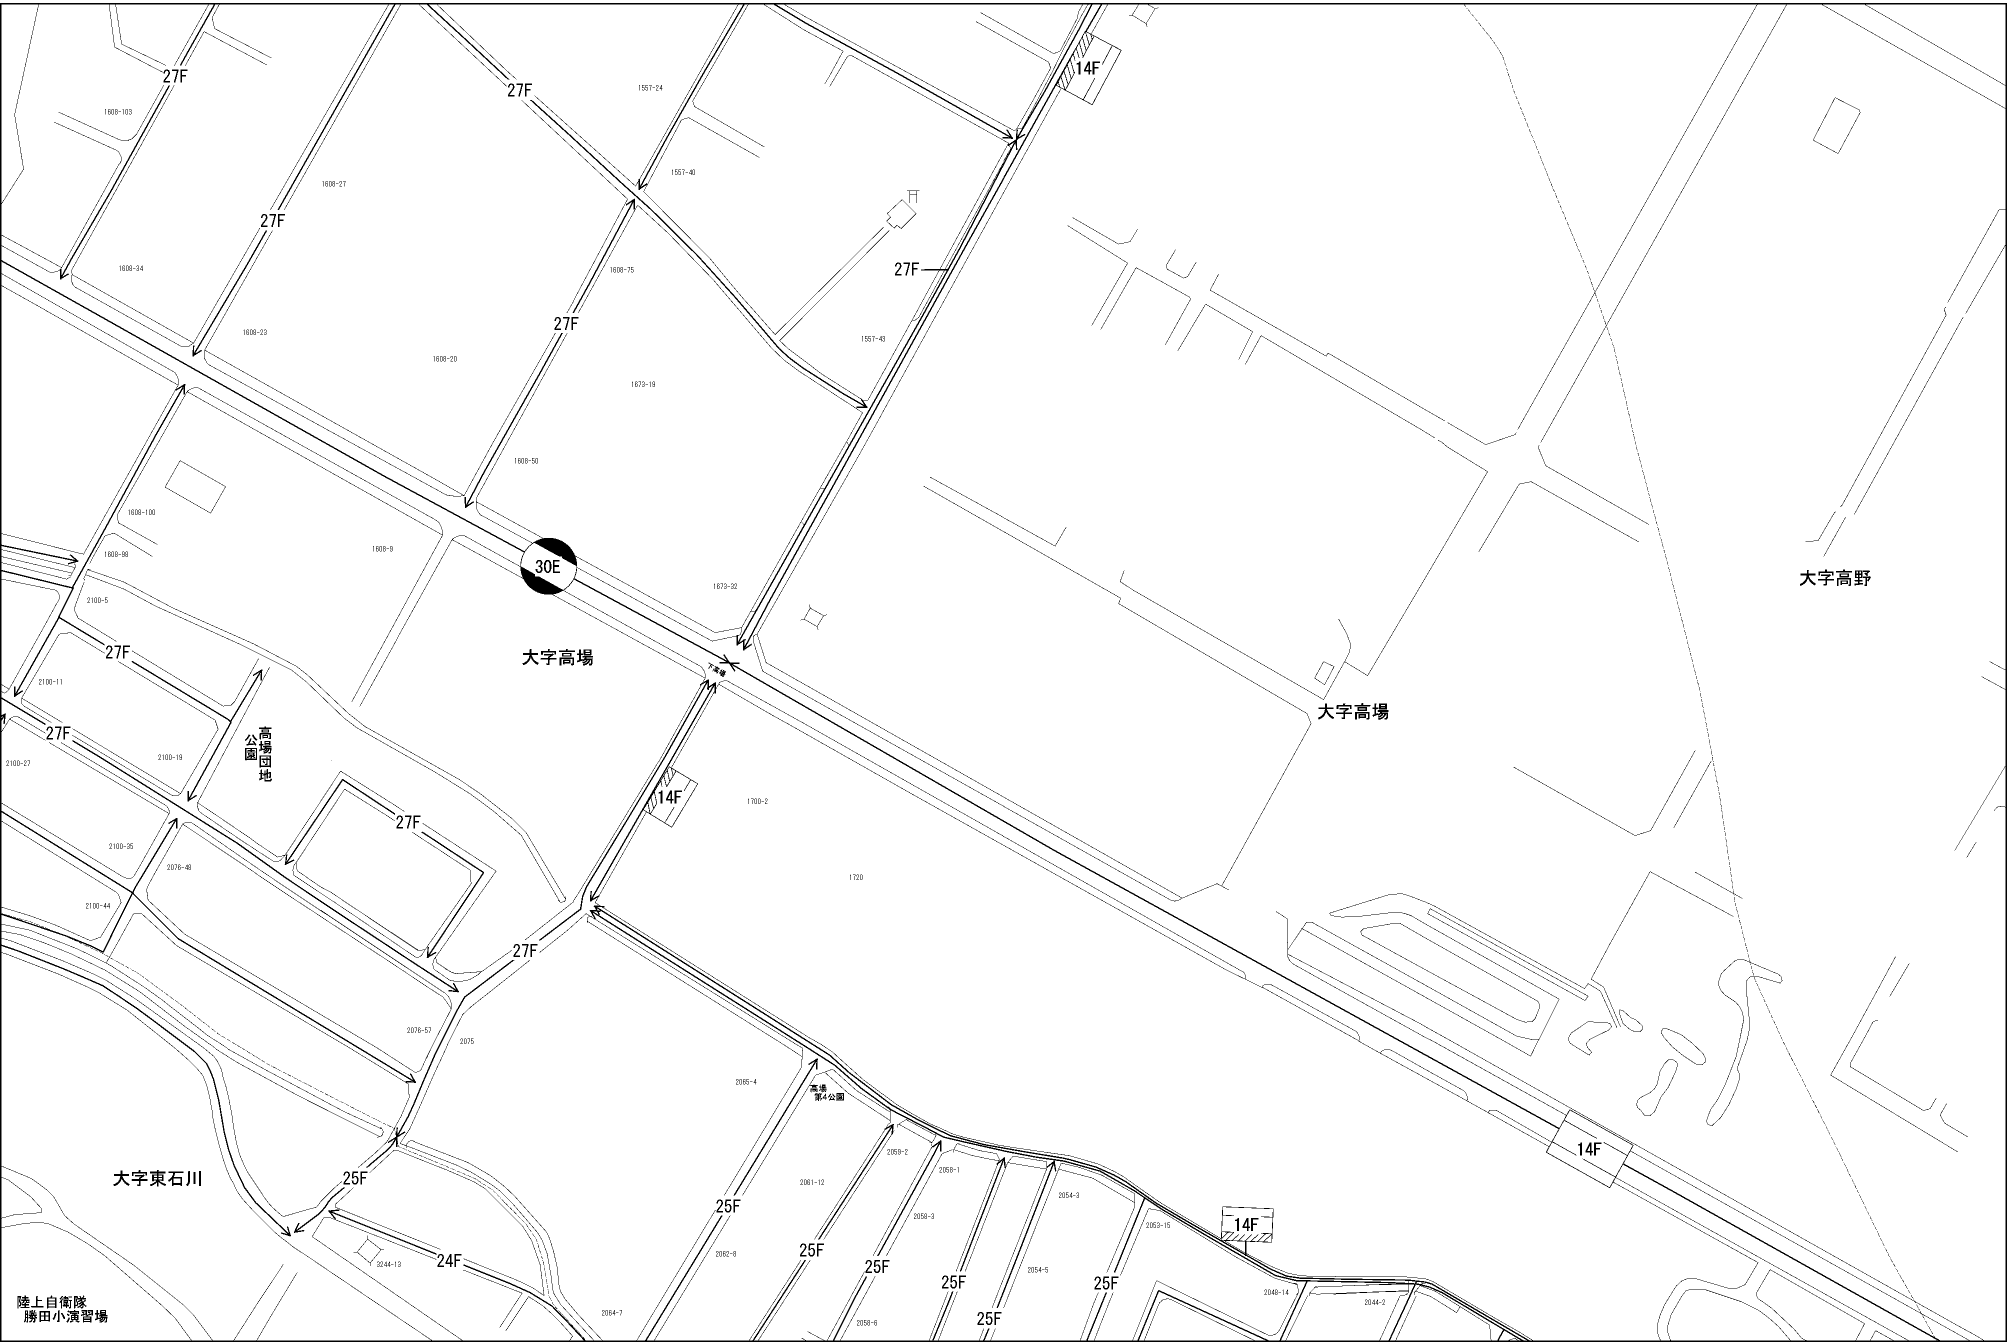 14F
27F
27F
1557-24
1608-103
1557-40
1608-27
27F
1608-34
1608-75
27F
27F
1608-23
1557-43
1608-20
1673-19
1608-50
1608-100
1608-9
1608-98
30E
大字高野
1673-32
2100-5
27F
大字高場
下高場
2100-11
大字高場
27F
高場団地
公園
2100-19
2100-27
14F
1700-2
27F
2100-35
2076-48
1720
2100-44
27F
2076-57
2075
2065-4
高場
第4公園
14F
2059-2
2058-1
大字東石川
25F
2061-12
2054-3
25F
2058-3
2053-15
14F
25F
2062-8
24F
3244-13
25F
2054-5
25F
25F
2048-14
陸上自衛隊
勝田小演習場
2064-7
2044-2
25F
2058-6